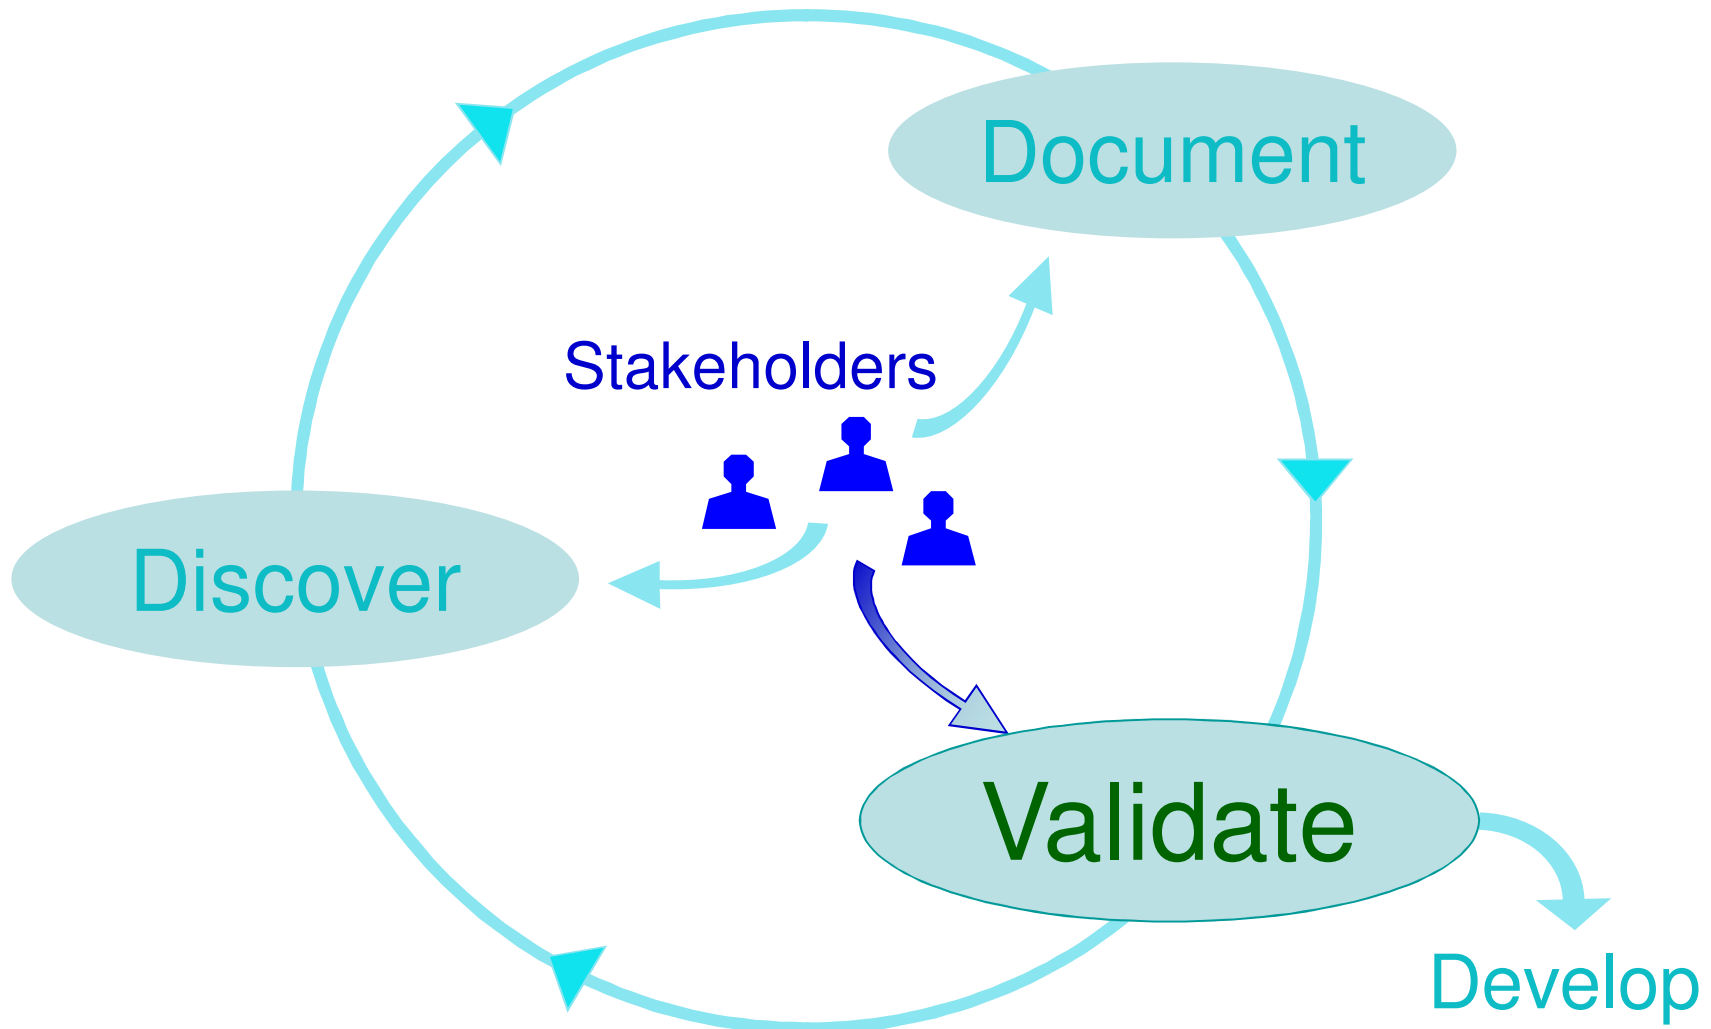 Document
Stakeholders
Discover
Validate
Develop